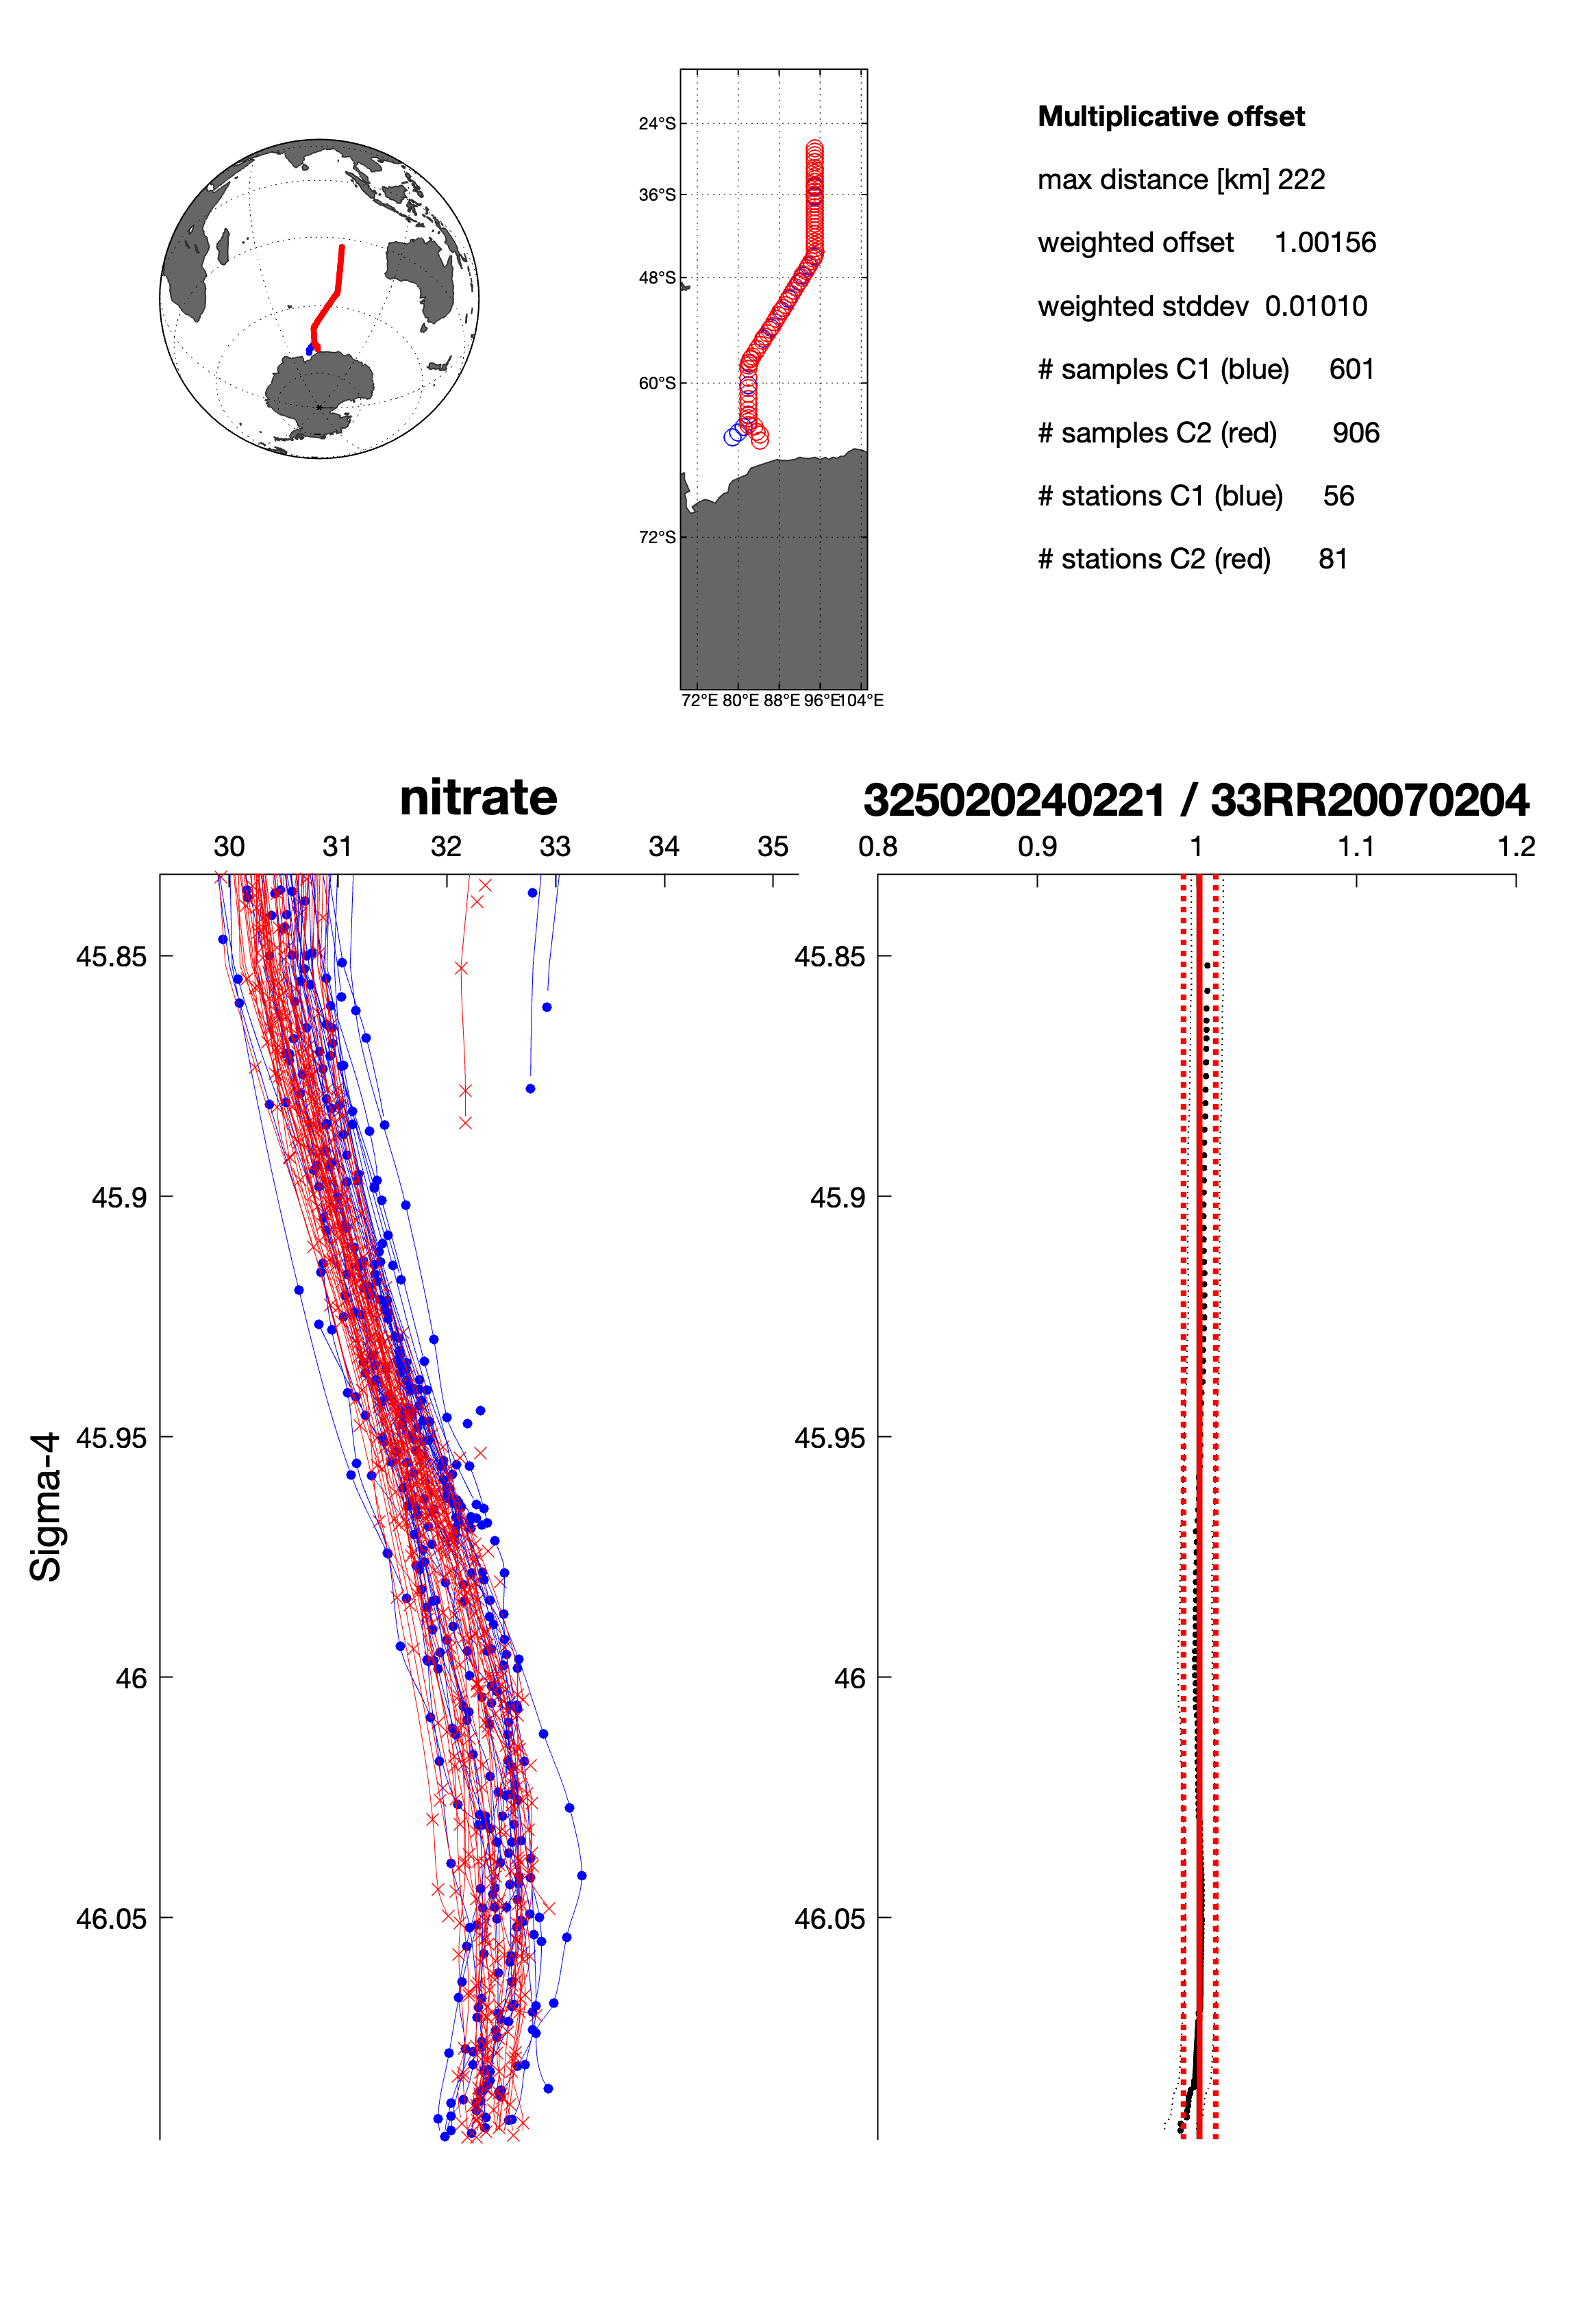 24°S
36°S
48°S
60°S
72°S
72°E 80°E 88°E 96°E 104°E
Multiplicative offset
max distance [km] 222
weighted offset 1.00156
weighted stddev 0.01010
# samples C1 (blue) 601
# samples C2 (red) 906
# stations C1 (blue) 56
# stations C2 (red) 81
nitrate
30 31 32 33 34 35
45.85
45.9
45.95
46
46.05
Sigma-4
325020240221 / 33RR20070204
0.8 0.9 1 1.1 1.2
45.85
45.9
45.95
46
46.05